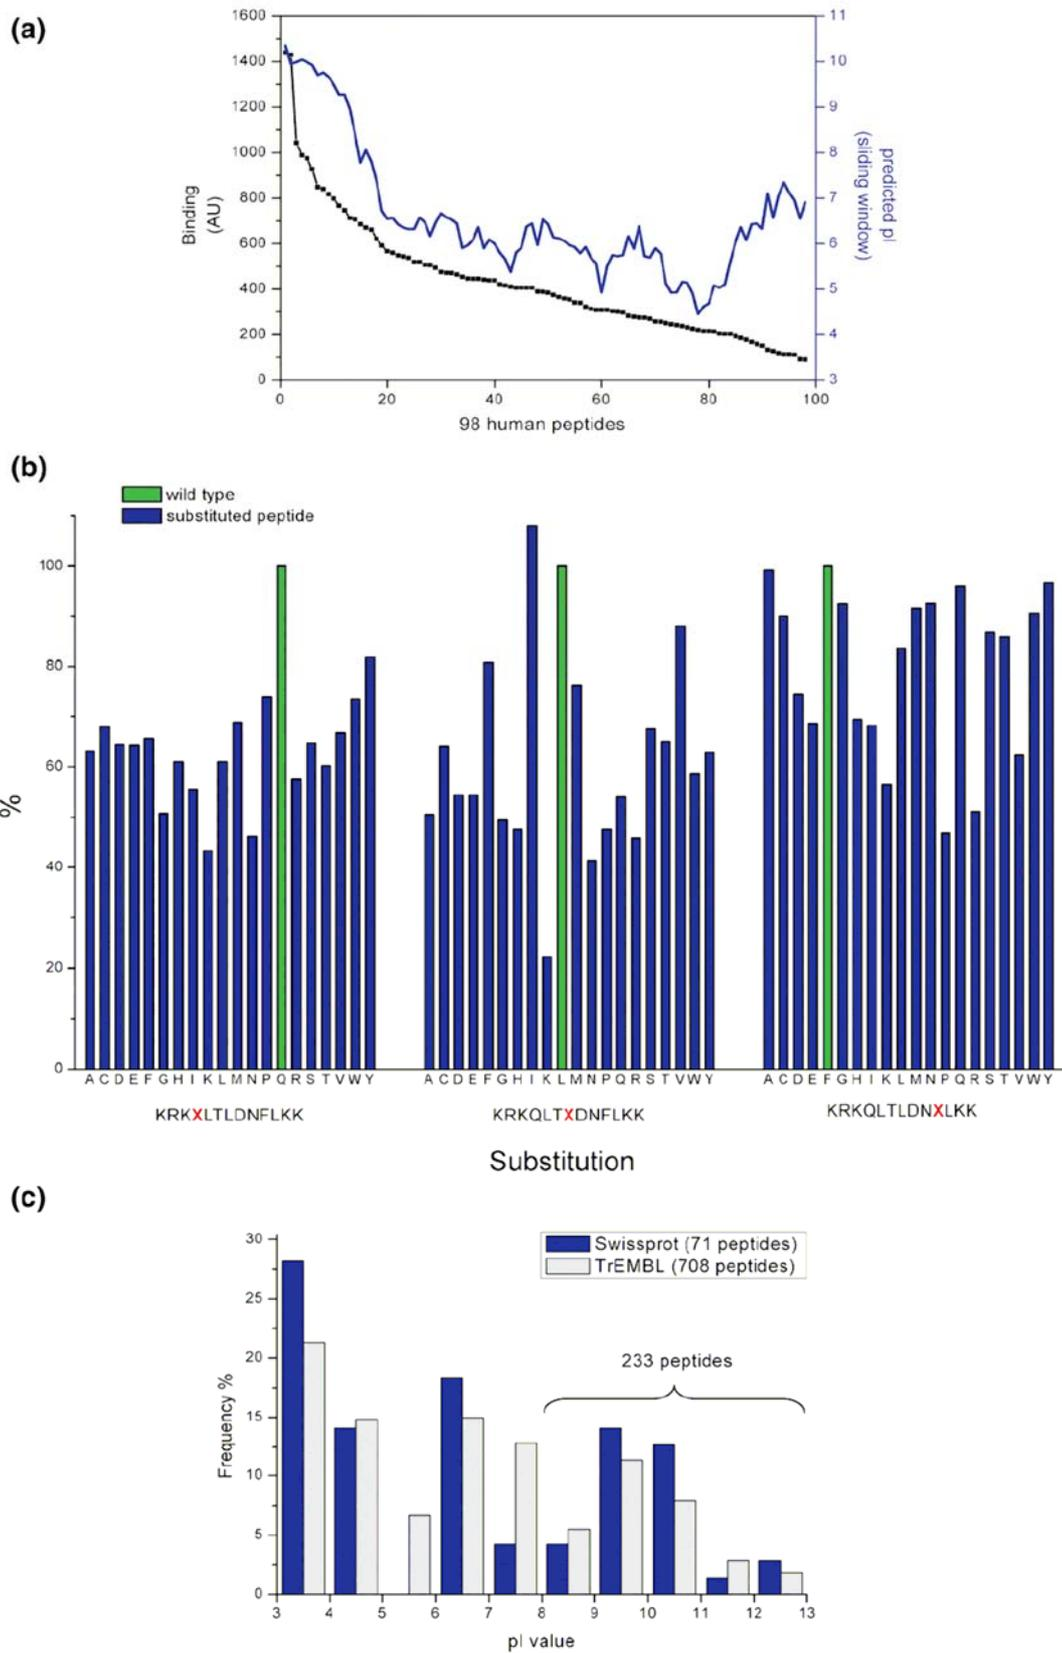 (a)
1600
1400
1200
1000
800
600
400
200
0
Binding
(AU)
11
10
9
8
7
6
5
4
3
predicted pI
(sliding window)
0 20 40 60 80 100
98 human peptides
(b)
wild type
substituted peptide
100
80
60
40
20
0
%
A C D E F G H I K L M N P Q R S T V W Y
A C D E F G H I K L M N P Q R S T V W Y
A C D E F G H I K L M N P Q R S T V W Y
KRKXLTLDNFLKK
KRKQLTXDNFLKK
KRKQLTLDNXLKK
Substitution
(c)
30
25
20
15
10
5
0
Frequency %
Swissprot (71 peptides)
TrEMBL (708 peptides)
233 peptides
3 4 5 6 7 8 9 10 11 12 13
pI value